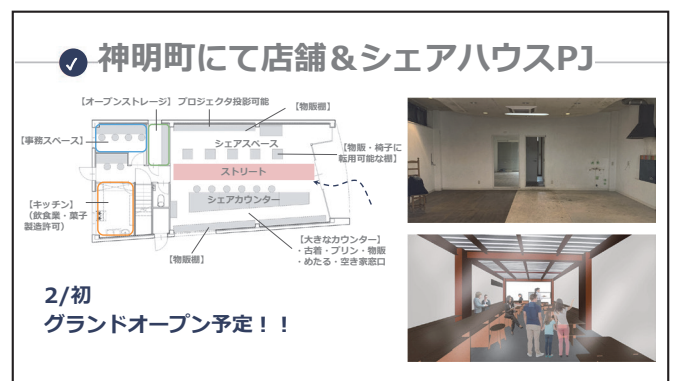 神明町にて店舗＆シェアハウスPJ
【オープンストレージ】
プロジェクタ投影可能
【物販棚】
【事務スペース】
シェアスペース
【物販・椅子に
転用可能な棚】
ストリート
【キッチン】
（飲食業・菓子
製造許可）
シェアカウンター
【物販棚】
【大きなカウンター】
・古着・プリン・物販
・めたる・空き家窓口
2/初
グランドオープン予定！！